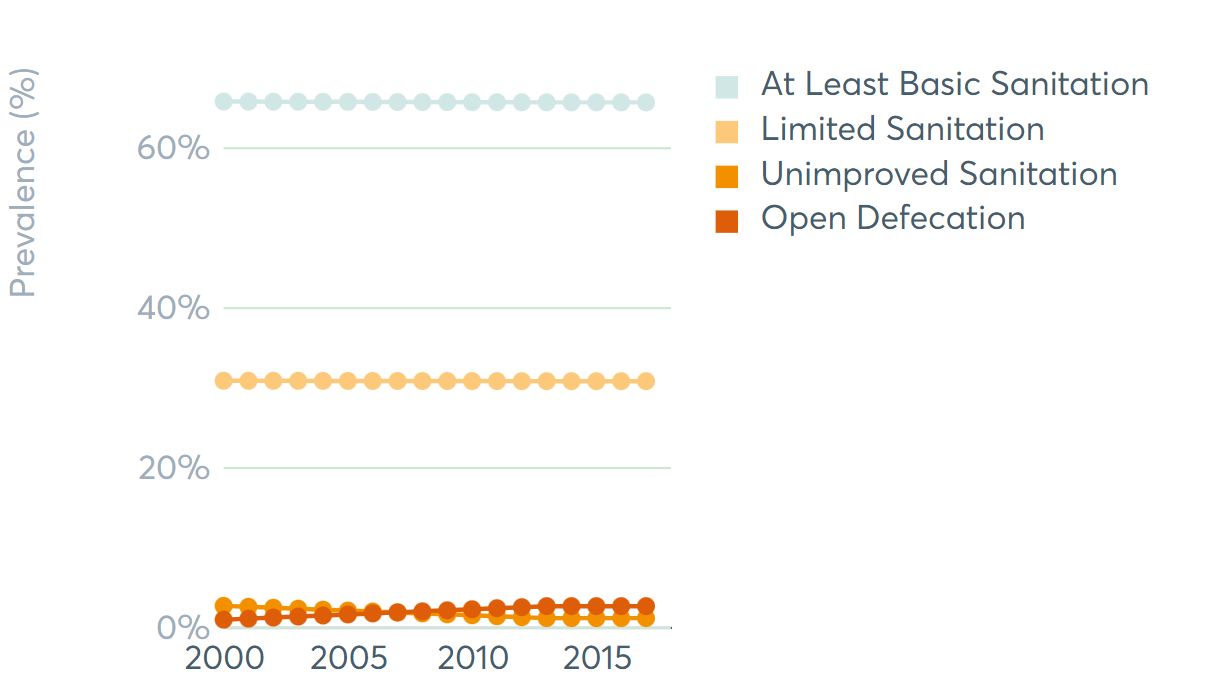 Prevalence (%)
60%
40%
20%
0%
2000 2005 2010 2015
At Least Basic Sanitation
Limited Sanitation
Unimproved Sanitation
Open Defecation